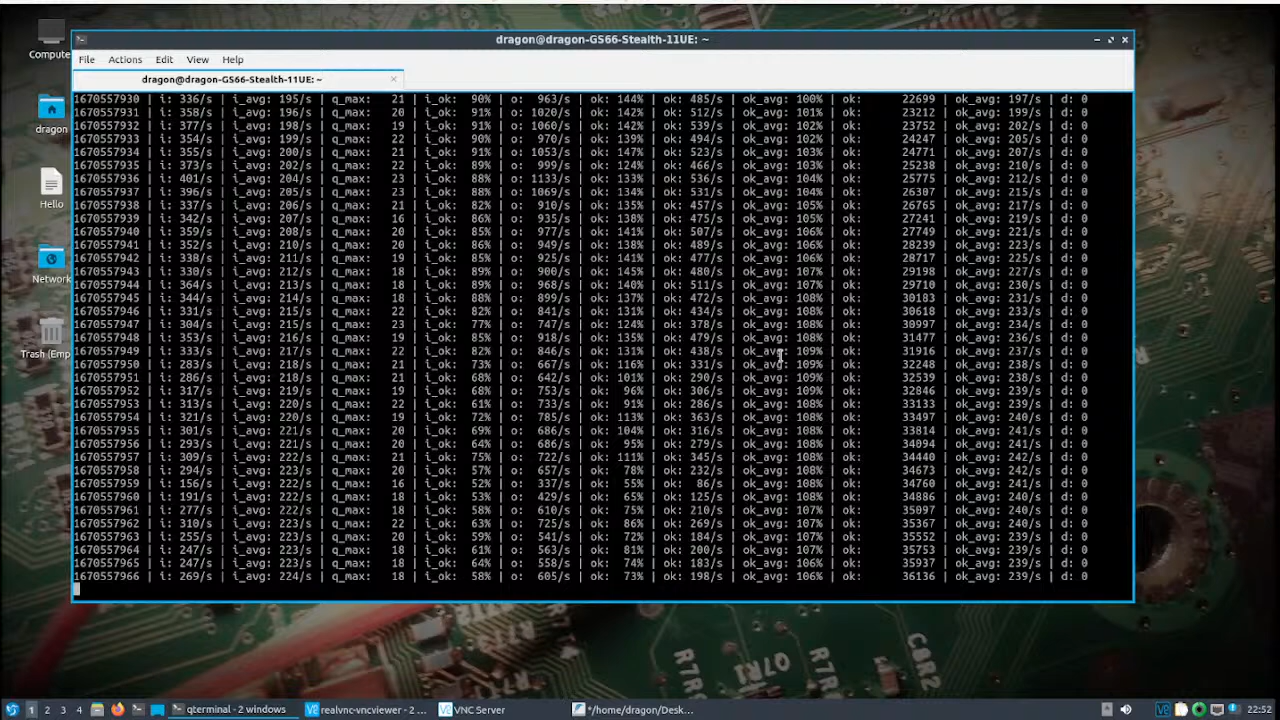 dragon@dragon-GS66-Stealth-11UE: ~
File Actions Edit View Help
dragon@dragon-GS66-Stealth-11UE: ~
1670557930 | i: 336/s | i_avg: 195/s | q_max: 21 | i_ok: 90% | o: 963/s | ok: 144% | ok: 485/s | ok_avg: 100% | ok: 22699 | ok_avg: 197/s | d: 0
1670557931 | i: 358/s | i_avg: 196/s | q_max: 20 | i_ok: 91% | o: 1020/s | ok: 142% | ok: 512/s | ok_avg: 101% | ok: 23212 | ok_avg: 199/s | d: 0
1670557932 | i: 377/s | i_avg: 198/s | q_max: 19 | i_ok: 91% | o: 1060/s | ok: 142% | ok: 539/s | ok_avg: 102% | ok: 23752 | ok_avg: 202/s | d: 0
1670557933 | i: 354/s | i_avg: 199/s | q_max: 22 | i_ok: 90% | o: 970/s | ok: 139% | ok: 494/s | ok_avg: 102% | ok: 24247 | ok_avg: 205/s | d: 0
1670557934 | i: 355/s | i_avg: 200/s | q_max: 21 | i_ok: 91% | o: 1053/s | ok: 147% | ok: 523/s | ok_avg: 103% | ok: 24771 | ok_avg: 207/s | d: 0
1670557935 | i: 373/s | i_avg: 202/s | q_max: 22 | i_ok: 89% | o: 999/s | ok: 124% | ok: 466/s | ok_avg: 103% | ok: 25238 | ok_avg: 210/s | d: 0
1670557936 | i: 401/s | i_avg: 204/s | q_max: 23 | i_ok: 88% | o: 1133/s | ok: 133% | ok: 536/s | ok_avg: 104% | ok: 25775 | ok_avg: 212/s | d: 0
1670557937 | i: 396/s | i_avg: 205/s | q_max: 23 | i_ok: 88% | o: 1069/s | ok: 134% | ok: 531/s | ok_avg: 104% | ok: 26307 | ok_avg: 215/s | d: 0
1670557938 | i: 337/s | i_avg: 206/s | q_max: 21 | i_ok: 82% | o: 910/s | ok: 135% | ok: 457/s | ok_avg: 105% | ok: 26765 | ok_avg: 217/s | d: 0
1670557939 | i: 342/s | i_avg: 207/s | q_max: 16 | i_ok: 86% | o: 935/s | ok: 138% | ok: 475/s | ok_avg: 105% | ok: 27241 | ok_avg: 219/s | d: 0
1670557940 | i: 359/s | i_avg: 208/s | q_max: 20 | i_ok: 85% | o: 977/s | ok: 141% | ok: 507/s | ok_avg: 106% | ok: 27749 | ok_avg: 221/s | d: 0
1670557941 | i: 352/s | i_avg: 210/s | q_max: 20 | i_ok: 86% | o: 949/s | ok: 138% | ok: 489/s | ok_avg: 106% | ok: 28239 | ok_avg: 223/s | d: 0
1670557942 | i: 338/s | i_avg: 211/s | q_max: 19 | i_ok: 85% | o: 925/s | ok: 141% | ok: 477/s | ok_avg: 106% | ok: 28717 | ok_avg: 225/s | d: 0
1670557943 | i: 330/s | i_avg: 212/s | q_max: 18 | i_ok: 89% | o: 900/s | ok: 145% | ok: 480/s | ok_avg: 107% | ok: 29198 | ok_avg: 227/s | d: 0
1670557944 | i: 364/s | i_avg: 213/s | q_max: 18 | i_ok: 89% | o: 968/s | ok: 140% | ok: 511/s | ok_avg: 107% | ok: 29710 | ok_avg: 230/s | d: 0
1670557945 | i: 344/s | i_avg: 214/s | q_max: 18 | i_ok: 88% | o: 899/s | ok: 137% | ok: 472/s | ok_avg: 108% | ok: 30183 | ok_avg: 231/s | d: 0
1670557946 | i: 331/s | i_avg: 215/s | q_max: 22 | i_ok: 82% | o: 841/s | ok: 131% | ok: 434/s | ok_avg: 108% | ok: 30618 | ok_avg: 233/s | d: 0
1670557947 | i: 304/s | i_avg: 215/s | q_max: 23 | i_ok: 77% | o: 747/s | ok: 124% | ok: 378/s | ok_avg: 108% | ok: 30997 | ok_avg: 234/s | d: 0
1670557948 | i: 353/s | i_avg: 216/s | q_max: 19 | i_ok: 85% | o: 918/s | ok: 135% | ok: 479/s | ok_avg: 108% | ok: 31477 | ok_avg: 236/s | d: 0
1670557949 | i: 333/s | i_avg: 217/s | q_max: 22 | i_ok: 82% | o: 846/s | ok: 131% | ok: 438/s | ok_avg: 109% | ok: 31916 | ok_avg: 237/s | d: 0
1670557950 | i: 283/s | i_avg: 218/s | q_max: 21 | i_ok: 73% | o: 667/s | ok: 116% | ok: 331/s | ok_avg: 109% | ok: 32248 | ok_avg: 238/s | d: 0
1670557951 | i: 286/s | i_avg: 218/s | q_max: 21 | i_ok: 68% | o: 642/s | ok: 101% | ok: 290/s | ok_avg: 109% | ok: 32539 | ok_avg: 238/s | d: 0
1670557952 | i: 317/s | i_avg: 219/s | q_max: 19 | i_ok: 68% | o: 753/s | ok: 96% | ok: 306/s | ok_avg: 109% | ok: 32846 | ok_avg: 239/s | d: 0
1670557953 | i: 313/s | i_avg: 220/s | q_max: 22 | i_ok: 61% | o: 733/s | ok: 91% | ok: 286/s | ok_avg: 108% | ok: 33133 | ok_avg: 239/s | d: 0
1670557954 | i: 321/s | i_avg: 220/s | q_max: 19 | i_ok: 72% | o: 785/s | ok: 113% | ok: 363/s | ok_avg: 108% | ok: 33497 | ok_avg: 240/s | d: 0
1670557955 | i: 301/s | i_avg: 221/s | q_max: 20 | i_ok: 69% | o: 686/s | ok: 104% | ok: 316/s | ok_avg: 108% | ok: 33814 | ok_avg: 241/s | d: 0
1670557956 | i: 293/s | i_avg: 221/s | q_max: 20 | i_ok: 64% | o: 686/s | ok: 95% | ok: 279/s | ok_avg: 108% | ok: 34094 | ok_avg: 241/s | d: 0
1670557957 | i: 309/s | i_avg: 222/s | q_max: 21 | i_ok: 75% | o: 722/s | ok: 111% | ok: 345/s | ok_avg: 108% | ok: 34440 | ok_avg: 242/s | d: 0
1670557958 | i: 294/s | i_avg: 223/s | q_max: 20 | i_ok: 57% | o: 657/s | ok: 78% | ok: 232/s | ok_avg: 108% | ok: 34673 | ok_avg: 242/s | d: 0
1670557959 | i: 156/s | i_avg: 222/s | q_max: 16 | i_ok: 52% | o: 337/s | ok: 55% | ok: 86/s | ok_avg: 108% | ok: 34760 | ok_avg: 241/s | d: 0
1670557960 | i: 191/s | i_avg: 222/s | q_max: 18 | i_ok: 53% | o: 429/s | ok: 65% | ok: 125/s | ok_avg: 108% | ok: 34886 | ok_avg: 240/s | d: 0
1670557961 | i: 277/s | i_avg: 222/s | q_max: 18 | i_ok: 58% | o: 610/s | ok: 75% | ok: 210/s | ok_avg: 107% | ok: 35097 | ok_avg: 240/s | d: 0
1670557962 | i: 310/s | i_avg: 223/s | q_max: 22 | i_ok: 63% | o: 725/s | ok: 86% | ok: 269/s | ok_avg: 107% | ok: 35367 | ok_avg: 240/s | d: 0
1670557963 | i: 255/s | i_avg: 223/s | q_max: 20 | i_ok: 59% | o: 541/s | ok: 72% | ok: 184/s | ok_avg: 107% | ok: 35552 | ok_avg: 239/s | d: 0
1670557964 | i: 247/s | i_avg: 223/s | q_max: 18 | i_ok: 61% | o: 563/s | ok: 81% | ok: 200/s | ok_avg: 107% | ok: 35753 | ok_avg: 239/s | d: 0
1670557965 | i: 247/s | i_avg: 223/s | q_max: 18 | i_ok: 64% | o: 558/s | ok: 74% | ok: 183/s | ok_avg: 106% | ok: 35937 | ok_avg: 239/s | d: 0
1670557966 | i: 269/s | i_avg: 224/s | q_max: 18 | i_ok: 58% | o: 605/s | ok: 73% | ok: 198/s | ok_avg: 106% | ok: 36136 | ok_avg: 239/s | d: 0
Compute
dragon
Hello
Network
Trash (Emp
R7R
Q7R1
R7R
COR2
1 2 3 4 qterminal - 2 windows realvnc-vncviewer - 2 ... VNC Server */home/dragon/Desk... 22:52